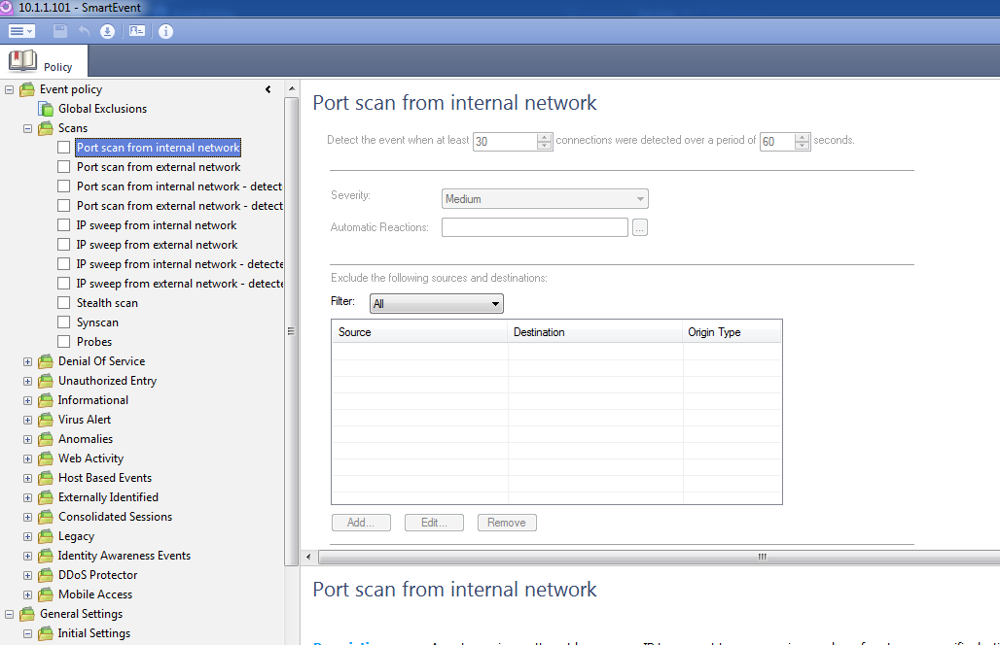 10.1.1.101 - SmartEvent
Policy
Event policy
Global Exclusions
Scans
Port scan from internal network
Port scan from external network
Port scan from internal network - detect
Port scan from external network - detect
IP sweep from internal network
IP sweep from external network
IP sweep from internal network - detecte
IP sweep from external network - detecte
Stealth scan
Synscan
Probes
Denial Of Service
Unauthorized Entry
Informational
Virus Alert
Anomalies
Web Activity
Host Based Events
Externally Identified
Consolidated Sessions
Legacy
Identity Awareness Events
DDoS Protector
Mobile Access
General Settings
Initial Settings
Port scan from internal network
Detect the event when at least 30 connections were detected over a period of 60 seconds.
Severity: Medium
Automatic Reactions: ...
Exclude the following sources and destinations:
Filter: All
Source Destination Origin Type
Add... Edit... Remove
Port scan from internal network